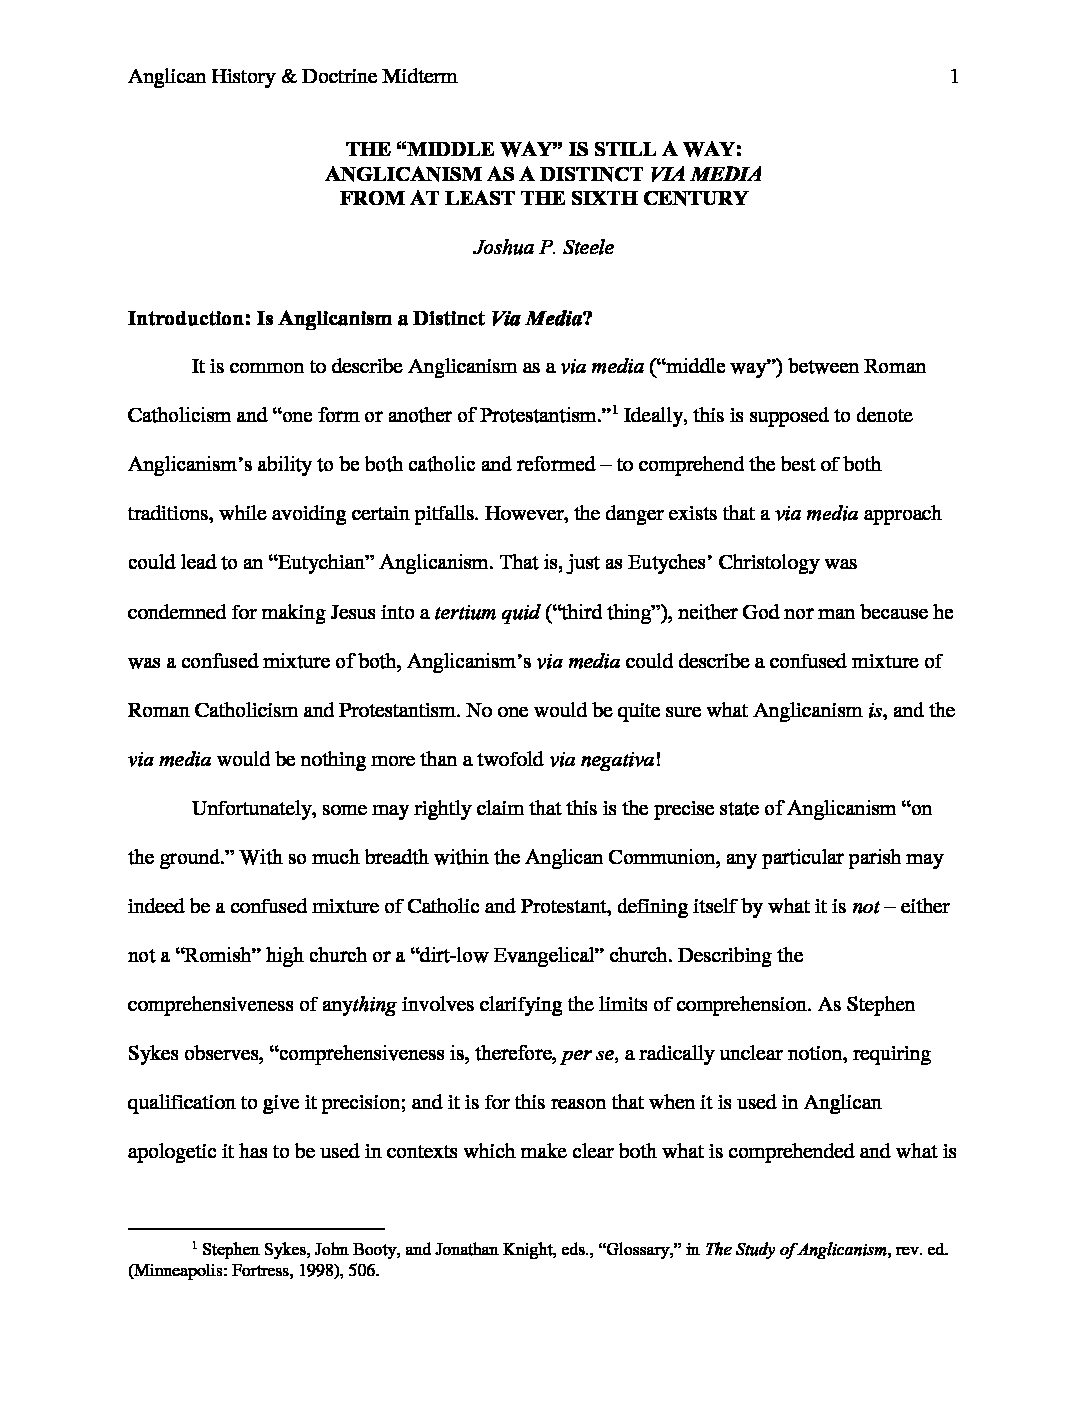 Anglican History & Doctrine Midterm 1
THE “MIDDLE WAY” IS STILL A WAY:
ANGLICANISM AS A DISTINCT VIA MEDIA
FROM AT LEAST THE SIXTH CENTURY
Joshua P. Steele
Introduction: Is Anglicanism a Distinct Via Media?
It is common to describe Anglicanism as a via media (“middle way”) between Roman
Catholicism and “one form or another of Protestantism.”1 Ideally, this is supposed to denote
Anglicanism’s ability to be both catholic and reformed – to comprehend the best of both
traditions, while avoiding certain pitfalls. However, the danger exists that a via media approach
could lead to an “Eutychian” Anglicanism. That is, just as Eutyches’ Christology was
condemned for making Jesus into a tertium quid (“third thing”), neither God nor man because he
was a confused mixture of both, Anglicanism’s via media could describe a confused mixture of
Roman Catholicism and Protestantism. No one would be quite sure what Anglicanism is, and the
via media would be nothing more than a twofold via negativa!
Unfortunately, some may rightly claim that this is the precise state of Anglicanism “on
the ground.” With so much breadth within the Anglican Communion, any particular parish may
indeed be a confused mixture of Catholic and Protestant, defining itself by what it is not – either
not a “Romish” high church or a “dirt-low Evangelical” church. Describing the
comprehensiveness of anything involves clarifying the limits of comprehension. As Stephen
Sykes observes, “comprehensiveness is, therefore, per se, a radically unclear notion, requiring
qualification to give it precision; and it is for this reason that when it is used in Anglican
apologetic it has to be used in contexts which make clear both what is comprehended and what is
1 Stephen Sykes, John Booty, and Jonathan Knight, eds., “Glossary,” in The Study of Anglicanism, rev. ed.
(Minneapolis: Fortress, 1998), 506.